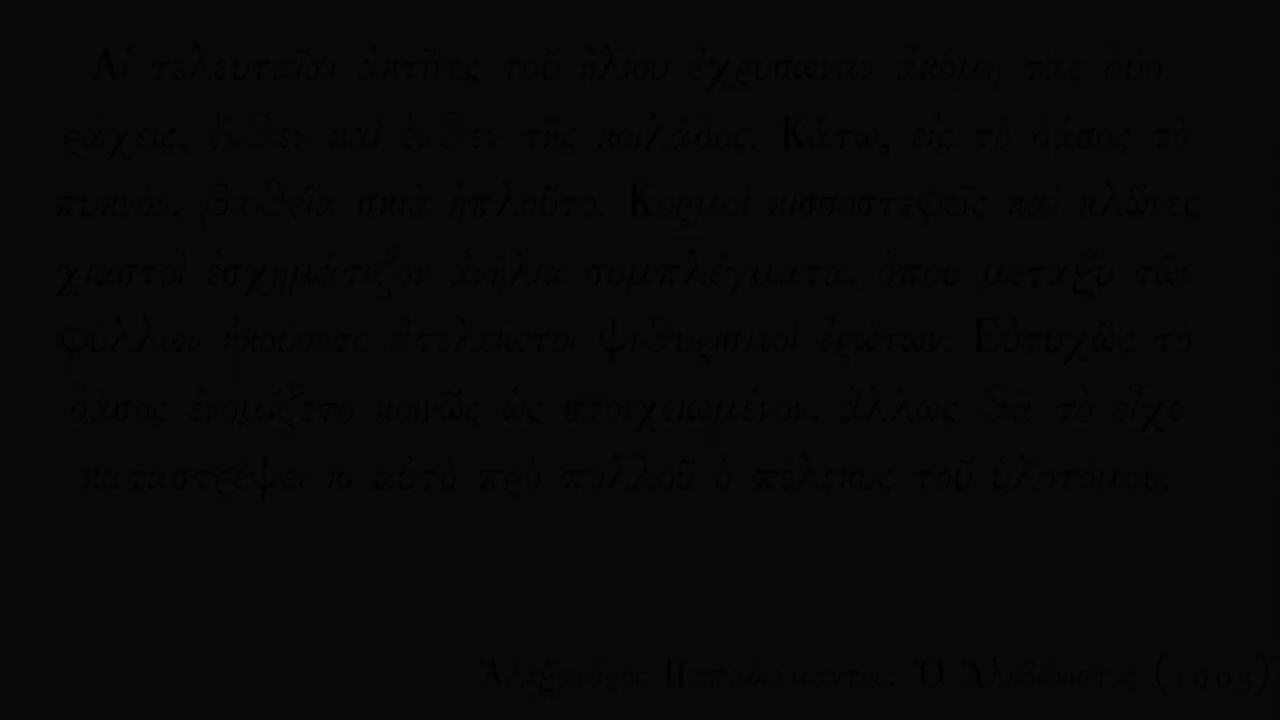 Αἱ τελευταῖαι ἀκτῖνες τοῦ ἡλίου ἐχρύσωναν ἀκόμη τὰς δύο
ράχεις, ἔνθεν καὶ ἔνθεν τῆς κοιλάδος. Κάτω, εἰς τὸ δάσος τὸ
πυκνόν, βαθεῖα σκιὰ ἡπλοῦτο. Κορμοὶ κισσοστεφεῖς καὶ κλῶνες
χιαστοὶ ἐσχημάτιζον ἀνήλια συμπλέγματα, ὅπου μεταξὺ τῶν
φύλλων ἠκούοντο ἀτελείωτοι ψιθυρισμοὶ ἐρώτων. Εὐτυχῶς τὸ
δάσος ἐνομίζετο κοινῶς ὡς στοιχειωμένον, ἄλλως θὰ τὸ εἶχε
καταστρέψει κι αὐτὸ πρὸ πολλοῦ ὁ πέλεκυς τοῦ ὑλοτόμου.
Ἀλέξανδρος Παπαδιαμάντης, Ὁ Ἀλιβάνιστος (1903)